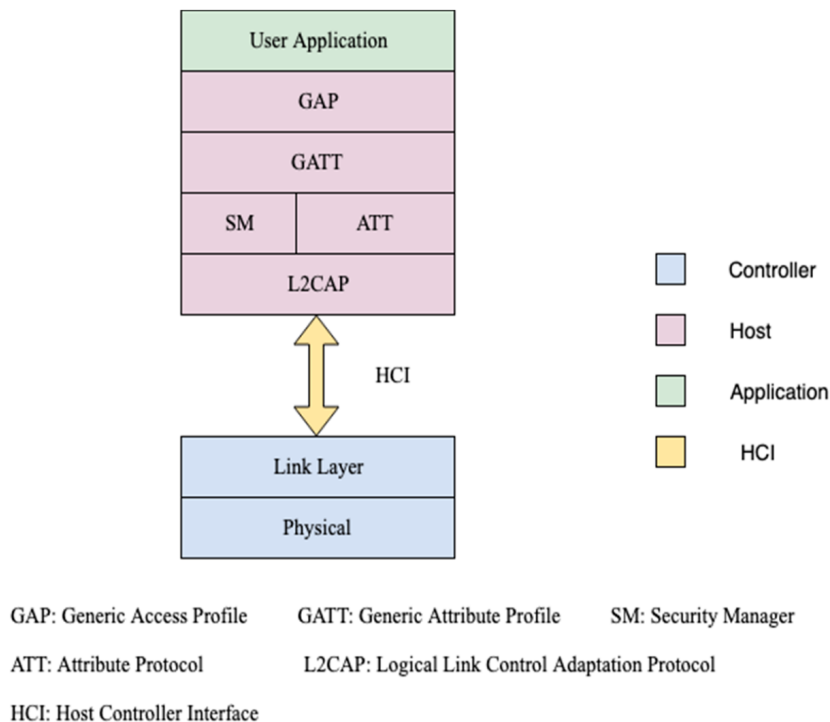 User Application
GAP
GATT
SM ATT
L2CAP
HCI
Link Layer
Physical
Controller
Host
Application
HCI
GAP: Generic Access Profile GATT: Generic Attribute Profile SM: Security Manager
ATT: Attribute Protocol L2CAP: Logical Link Control Adaptation Protocol
HCI: Host Controller Interface